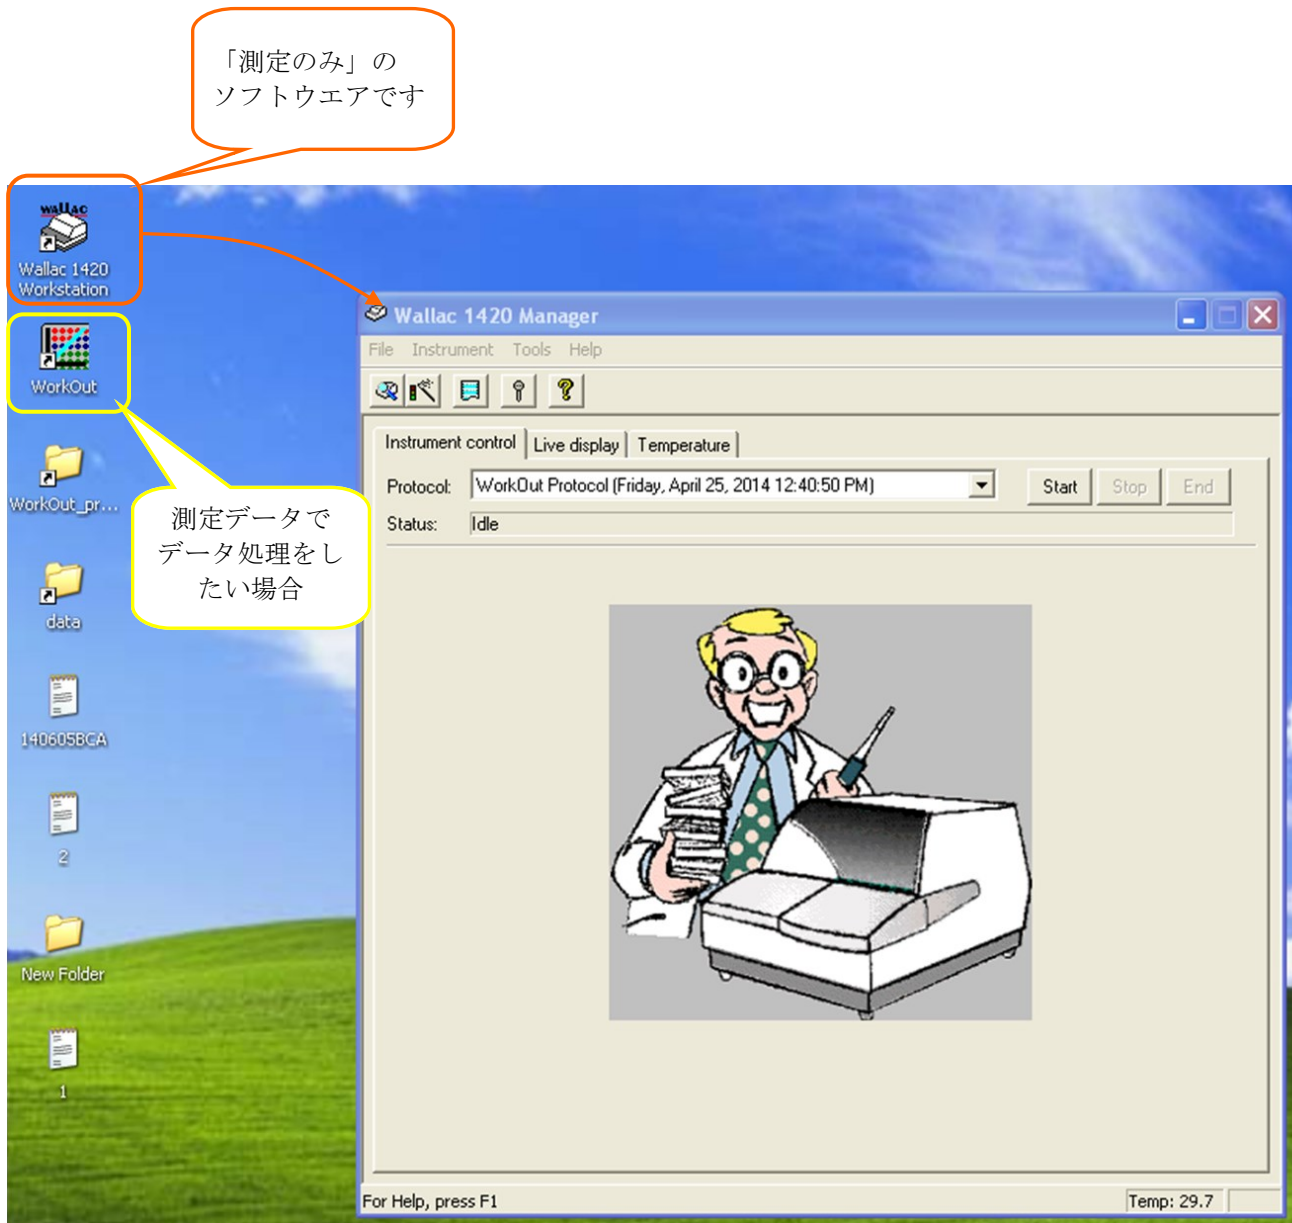 「測定のみ」の
ソフトウエアです
wallac
Wallac 1420
Workstation
WorkOut
WorkOut_pr...
data
140605BCA
2
New Folder
1
測定データで
データ処理をし
たい場合
Wallac 1420 Manager
File Instrument Tools Help
Instrument control Live display Temperature
Protocol: WorkOut Protocol (Friday, April 25, 2014 12:40:50 PM) Start Stop End
Status: Idle
For Help, press F1 Temp: 29.7